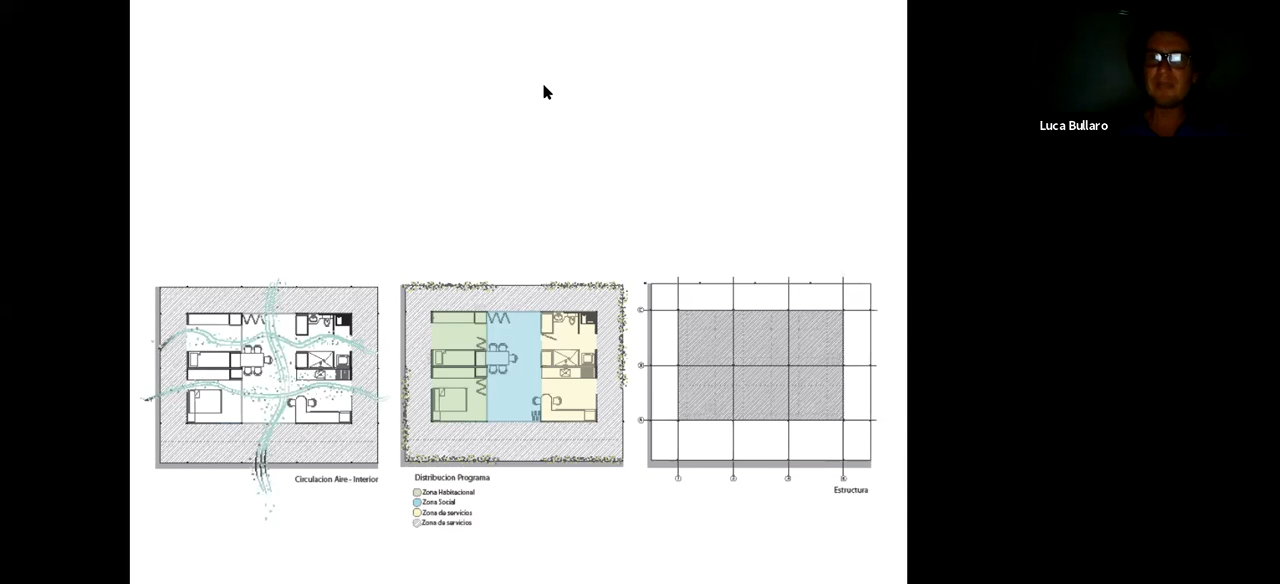 Luca Bullaro
Circulacion Aire - Interior
Distribucion Programa
Zona Habitacional
Zona Social
Zona de servicios
Zona de servicios
Estructura